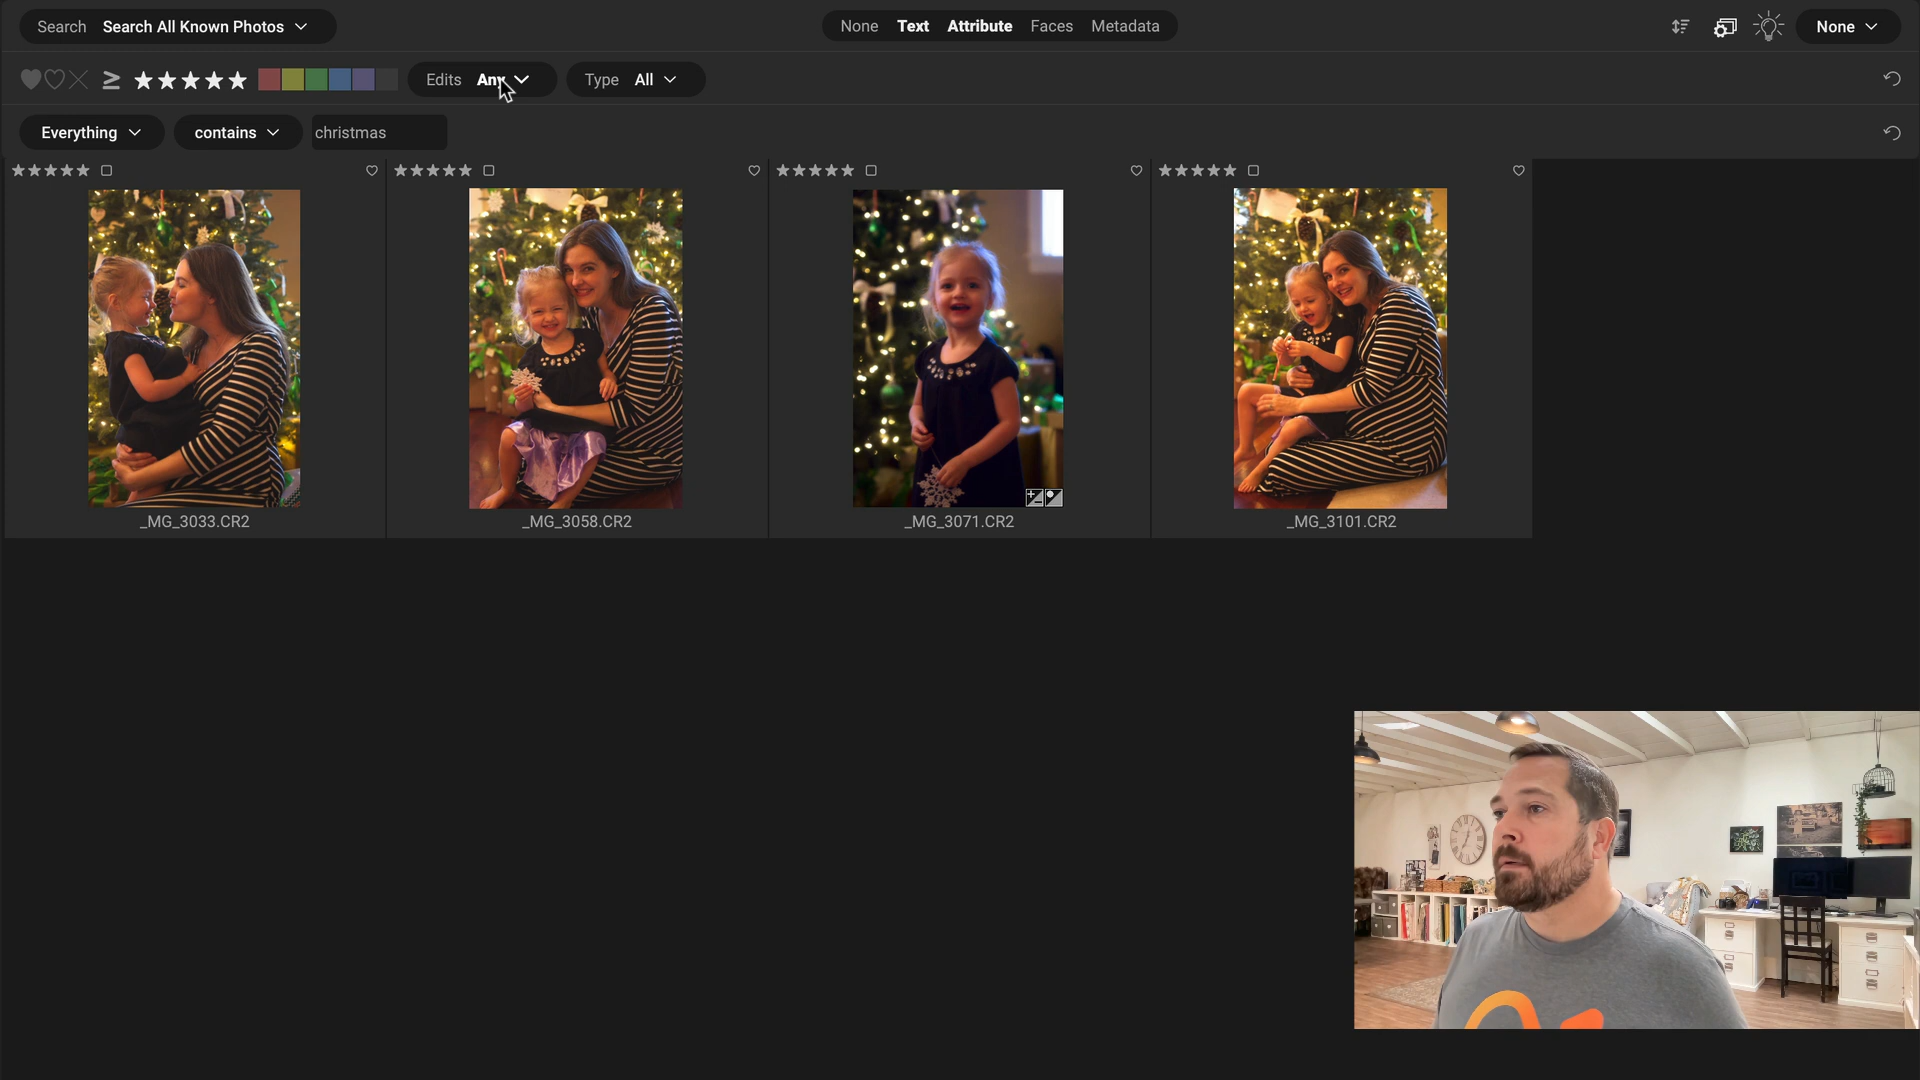 Search Search All Known Photos
None Text Attribute Faces Metadata
None
Edits Any
Type All
Everything
contains
christmas
_MG_3033.CR2
_MG_3058.CR2
_MG_3071.CR2
_MG_3101.CR2